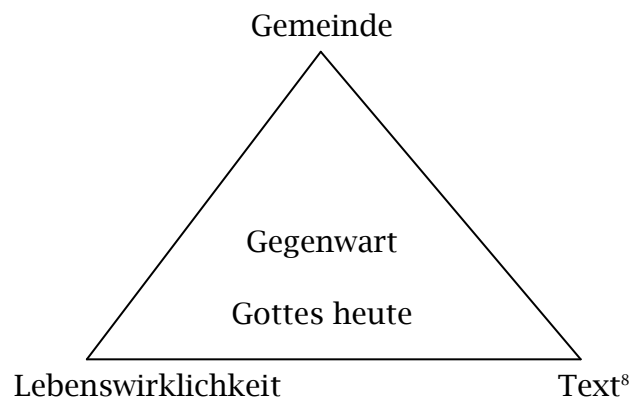 Gemeinde
Gegenwart
Gottes heute
Lebenswirklichkeit
Text⁸